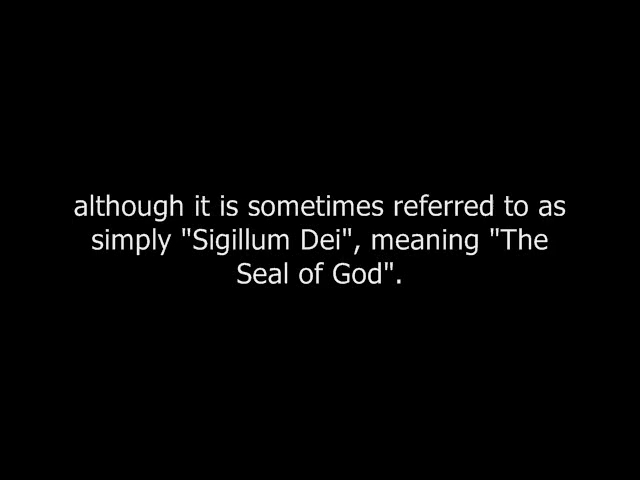 although it is sometimes referred to as
simply "Sigillum Dei", meaning "The
Seal of God".